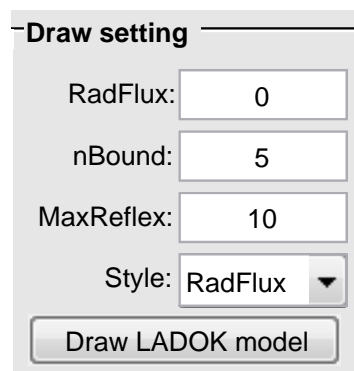 Draw setting
RadFlux: 0
nBound: 5
MaxReflex: 10
Style: RadFlux
Draw LADOK model